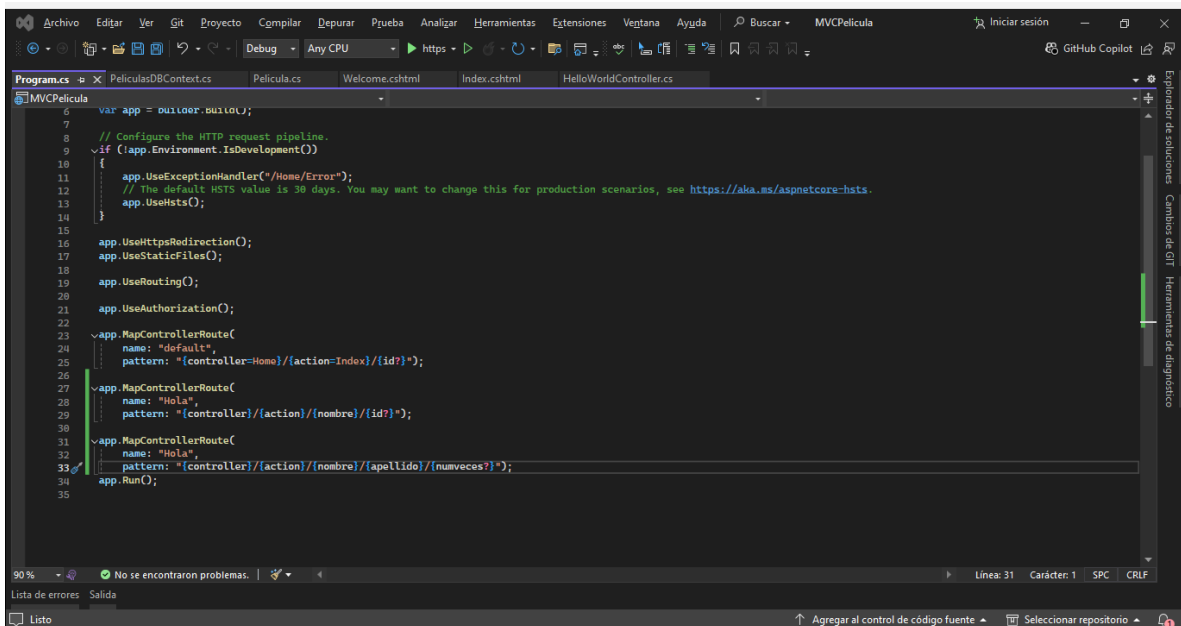 Archivo Editar Ver Git Proyecto Compilar Depurar Prueba Analizar Herramientas Extensiones Ventana Ayuda Buscar MVCPelicula Iniciar sesión
Debug Any CPU https GitHub Copilot
Program.cs PeliculasDBContext.cs Pelicula.cs Welcome.cshtml Index.cshtml HelloWorldController.cs
MVCPelicula
6 var app = builder.Build();
7
8 // Configure the HTTP request pipeline.
9 if (!app.Environment.IsDevelopment())
10 {
11 app.UseExceptionHandler("/Home/Error");
12 // The default HSTS value is 30 days. You may want to change this for production scenarios, see https://aka.ms/aspnetcore-hsts.
13 app.UseHsts();
14 }
15
16 app.UseHttpsRedirection();
17 app.UseStaticFiles();
18
19 app.UseRouting();
20
21 app.UseAuthorization();
22
23 app.MapControllerRoute(
24 name: "default",
25 pattern: "{controller=Home}/{action=Index}/{id?}");
26
27 app.MapControllerRoute(
28 name: "Hola",
29 pattern: "{controller}/{action}/{nombre}/{id?}");
30
31 app.MapControllerRoute(
32 name: "Hola",
33 pattern: "{controller}/{action}/{nombre}/{apellido}/{numveces?}");
34 app.Run();
35
Explorador de soluciones
Cambios de GIT
Herramientas de diagnóstico
90 % No se encontraron problemas. Línea: 31 Carácter: 1 SPC CRLF
Lista de errores Salida
Listo Agregar al control de código fuente Seleccionar repositorio 1